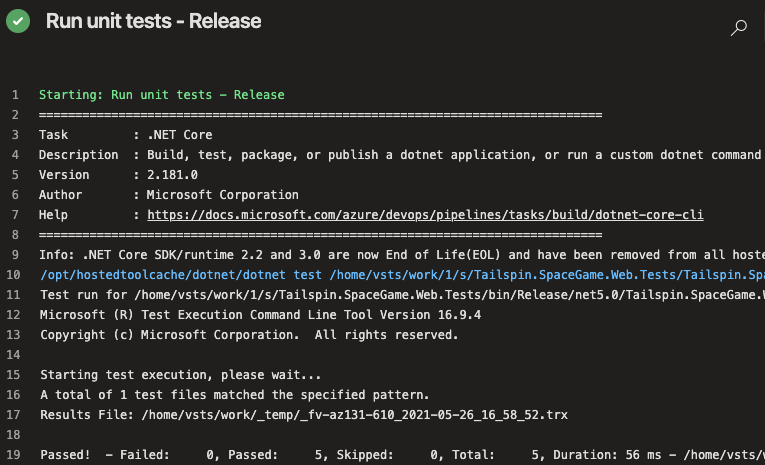 Run unit tests - Release
1 Starting: Run unit tests - Release
2 ==============================================================================
3 Task : .NET Core
4 Description : Build, test, package, or publish a dotnet application, or run a custom dotnet command
5 Version : 2.181.0
6 Author : Microsoft Corporation
7 Help : https://docs.microsoft.com/azure/devops/pipelines/tasks/build/dotnet-core-cli
8 ==============================================================================
9 Info: .NET Core SDK/runtime 2.2 and 3.0 are now End of Life(EOL) and have been removed from all hoste
10 /opt/hostedtoolcache/dotnet/dotnet test /home/vsts/work/1/s/Tailspin.SpaceGame.Web.Tests/Tailspin.Spa
11 Test run for /home/vsts/work/1/s/Tailspin.SpaceGame.Web.Tests/bin/Release/net5.0/Tailspin.SpaceGame.W
12 Microsoft (R) Test Execution Command Line Tool Version 16.9.4
13 Copyright (c) Microsoft Corporation. All rights reserved.
14
15 Starting test execution, please wait...
16 A total of 1 test files matched the specified pattern.
17 Results File: /home/vsts/work/_temp/_fv-az131-610_2021-05-26_16_58_52.trx
18
19 Passed! - Failed: 0, Passed: 5, Skipped: 0, Total: 5, Duration: 56 ms - /home/vsts/w